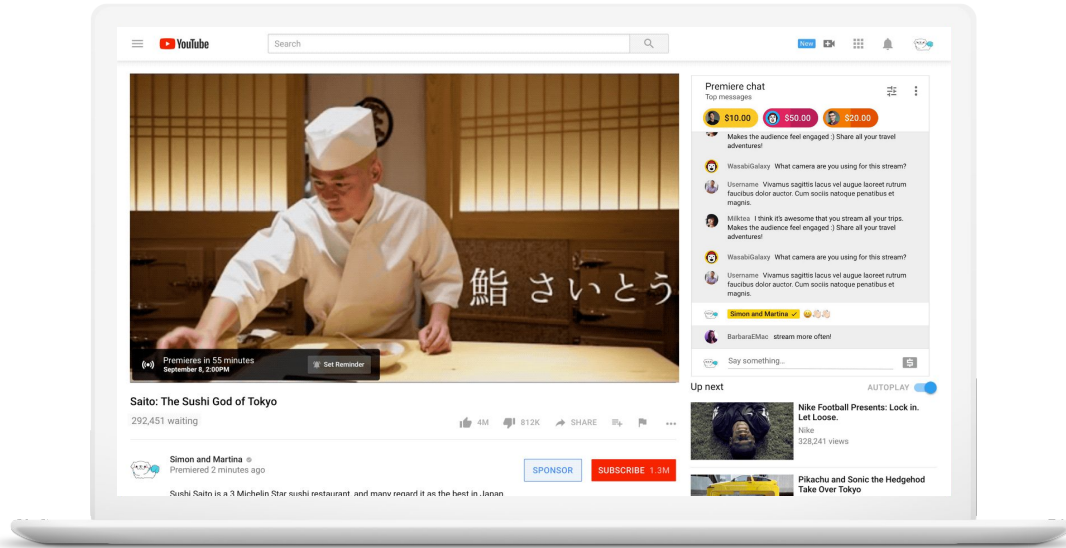 YouTube
Search
New
Premiere chat
Top messages
$10.00
$50.00
$20.00
Makes the audience feel engaged :) Share all your travel
adventures!
WasabiGalaxy What camera are you using for this stream?
Username Vivamus sagittis lacus vel augue laoreet rutrum
faucibus dolor auctor. Cum sociis natoque penatibus et
magnis.
Milktea I think it's awesome that you stream all your trips.
Makes the audience feel engaged :) Share all your travel
adventures!
WasabiGalaxy What camera are you using for this stream?
Username Vivamus sagittis lacus vel augue laoreet rutrum
faucibus dolor auctor. Cum sociis natoque penatibus et
magnis.
Simon and Martina ✓ 😀👏🏻👏🏻
BarbaraEMac stream more often!
Say something...
$
鮨 さいとう
Premieres in 55 minutes
September 8, 2:00PM
Set Reminder
Saito: The Sushi God of Tokyo
292,451 waiting
4M
812K
SHARE
Simon and Martina
Premiered 2 minutes ago
SPONSOR
SUBSCRIBE 1.3M
Sushi Saito is a 3 Michelin Star sushi restaurant, and many regard it as the best in Japan.
Up next
AUTOPLAY
Nike Football Presents: Lock in.
Let Loose.
Nike
328,241 views
Pikachu and Sonic the Hedgehod
Take Over Tokyo